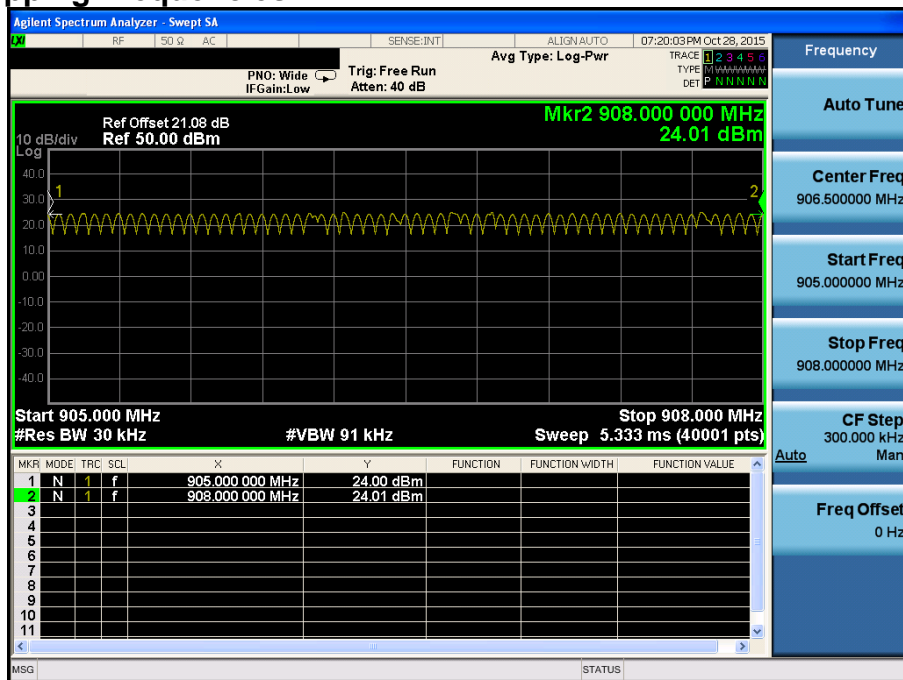 Agilent Spectrum Analyzer - Swept SA
LXI RF 50 Ω AC SENSE:INT ALIGN AUTO 07:20:03 PM Oct 28, 2015
PNO: Wide Trig: Free Run Avg Type: Log-Pwr TRACE 1 2 3 4 5 6
IFGain:Low Atten: 40 dB TYPE M
DET P N N N N N
Mkr2 908.000 000 MHz
24.01 dBm
Ref Offset 21.08 dB
10 dB/div Ref 50.00 dBm
Log
40.0
30.0
20.0
10.0
0.00
-10.0
-20.0
-30.0
-40.0
1
2
Start 905.000 MHz Stop 908.000 MHz
#Res BW 30 kHz #VBW 91 kHz Sweep 5.333 ms (40001 pts)
MKR MODE TRC SCL X Y FUNCTION FUNCTION WIDTH FUNCTION VALUE
1 N 1 f 905.000 000 MHz 24.00 dBm
2 N 1 f 908.000 000 MHz 24.01 dBm
3
4
5
6
7
8
9
10
11
MSG STATUS
Frequency
Auto Tune
Center Freq
906.500000 MHz
Start Freq
905.000000 MHz
Stop Freq
908.000000 MHz
CF Step
300.000 kHz
Auto Man
Freq Offset
0 Hz